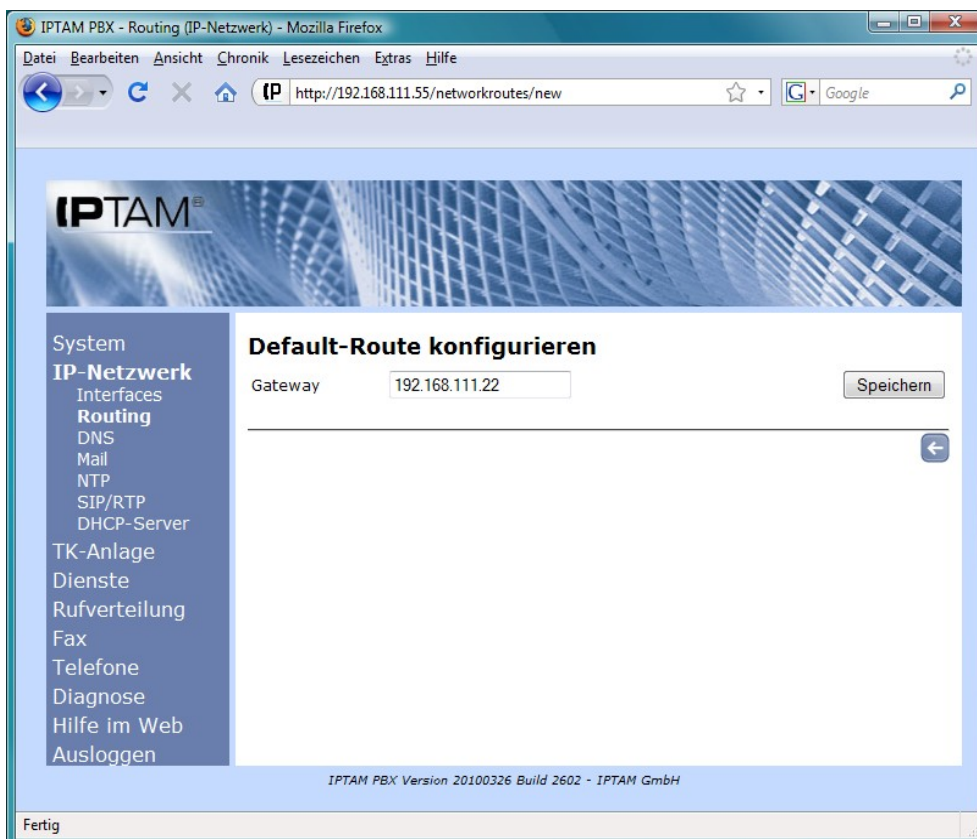 IPTAM PBX - Routing (IP-Netzwerk) - Mozilla Firefox
Datei Bearbeiten Ansicht Chronik Lesezeichen Extras Hilfe
(P http://192.168.111.55/networkroutes/new G Google
(PTAM®
System
IP-Netzwerk
Interfaces
Routing
DNS
Mail
NTP
SIP/RTP
DHCP-Server
TK-Anlage
Dienste
Rufverteilung
Fax
Telefone
Diagnose
Hilfe im Web
Ausloggen
Default-Route konfigurieren
Gateway 192.168.111.22 Speichern
IPTAM PBX Version 20100326 Build 2602 - IPTAM GmbH
Fertig